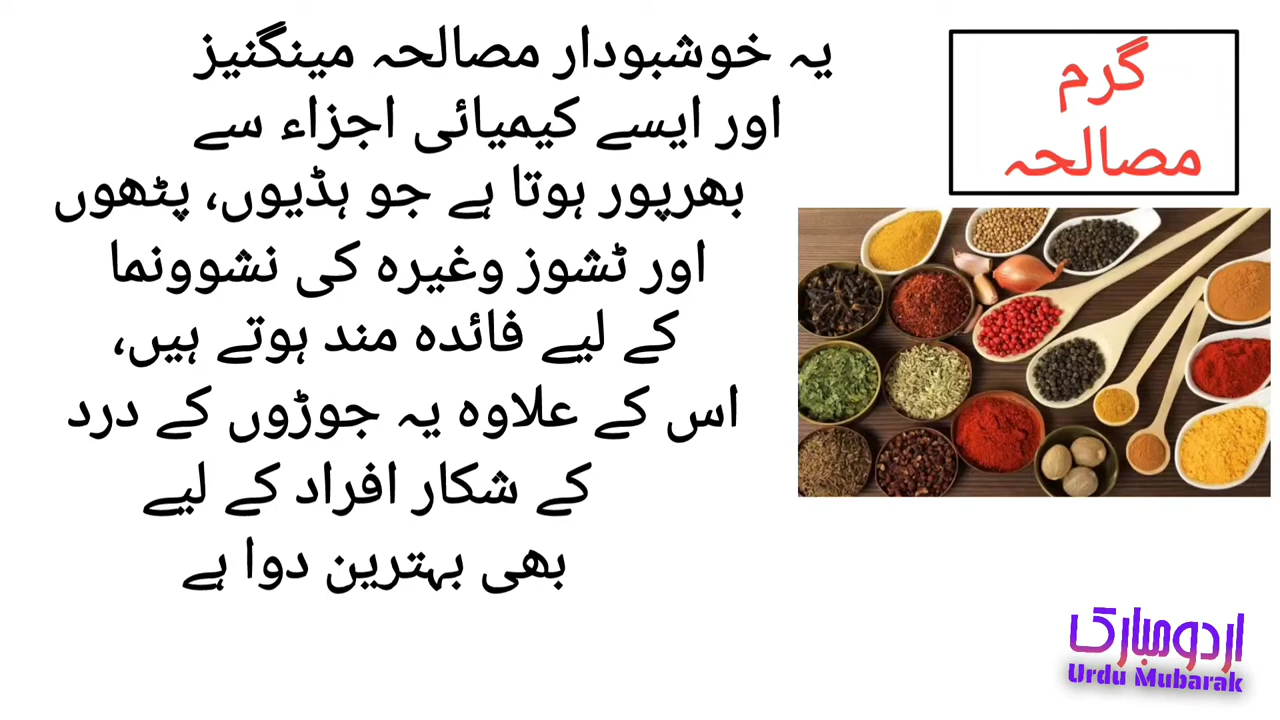 گرم
مصالحہ
یہ خوشبودار مصالحہ مینگنیز
اور ایسے کیمیائی اجزاء سے
بھرپور ہوتا ہے جو ہڈیوں، پٹھوں
اور ٹشوز وغیرہ کی نشوونما
کے لیے فائدہ مند ہوتے ہیں،
اس کے علاوہ یہ جوڑوں کے درد
کے شکار افراد کے لیے
بھی بہترین دوا ہے
اردو مبارک
Urdu Mubarak